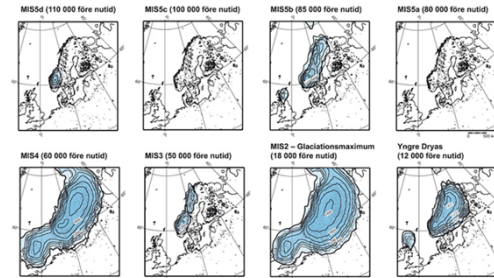 MIS5d (110 000 före nutid)
MIS5c (100 000 före nutid)
MIS5b (85 000 före nutid)
MIS5a (80 000 före nutid)
MIS4 (60 000 före nutid)
MIS3 (50 000 före nutid)
MIS2 – Glaciationsmaximum
(18 000 före nutid)
Yngre Dryas
(12 000 före nutid)